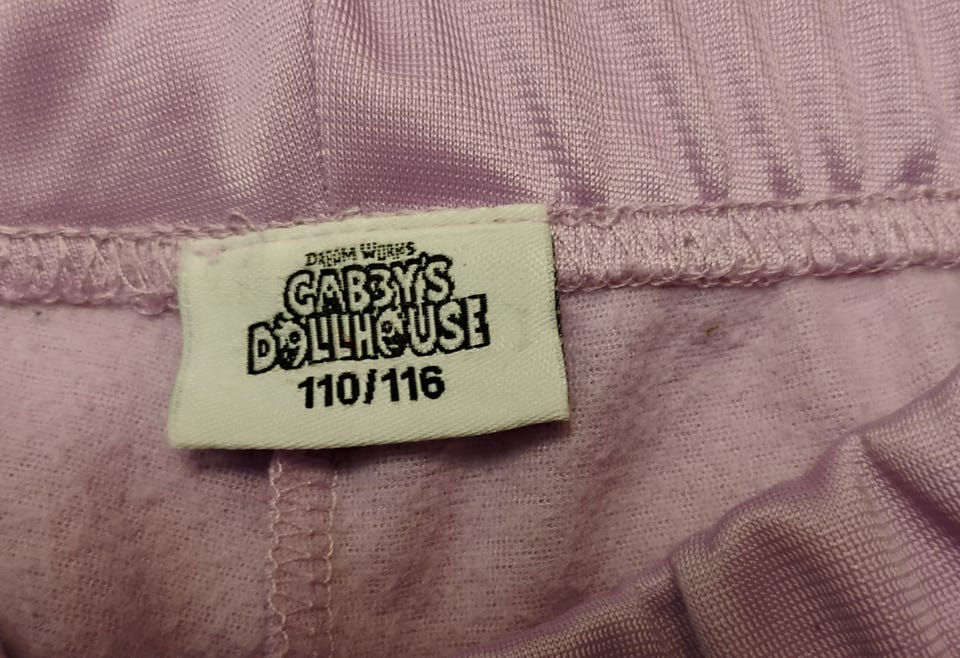 DREAM WORKS
GABBY'S
DOLLHOUSE
110/116